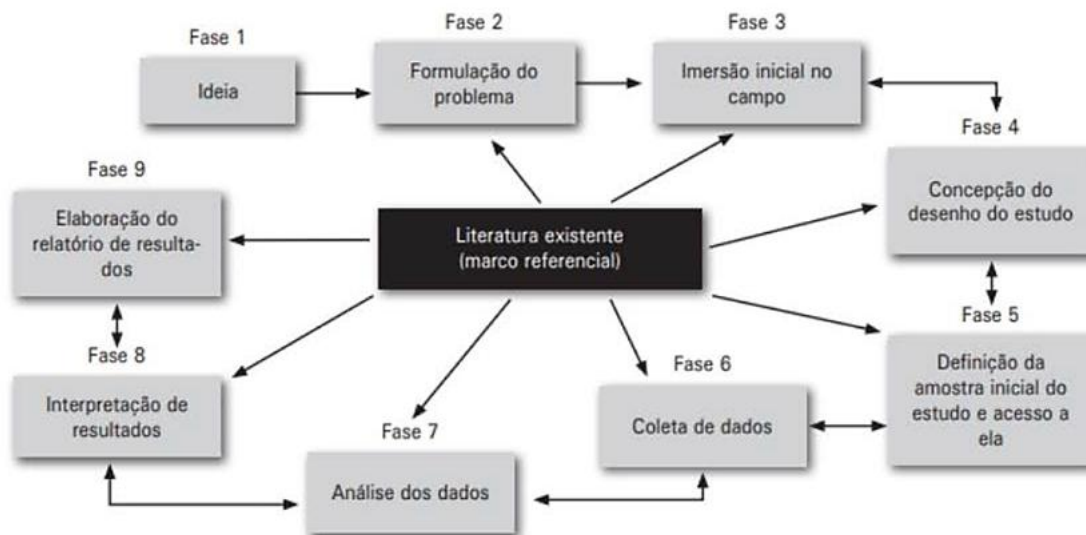 Fase 1
Ideia
Fase 2
Formulação do
problema
Fase 3
Imersão inicial no
campo
Fase 4
Concepção do
desenho do estudo
Fase 5
Definição da
amostra inicial do
estudo e acesso a
ela
Fase 6
Coleta de dados
Fase 7
Análise dos dados
Fase 8
Interpretação de
resultados
Fase 9
Elaboração do
relatório de resulta-
dos
Literatura existente
(marco referencial)